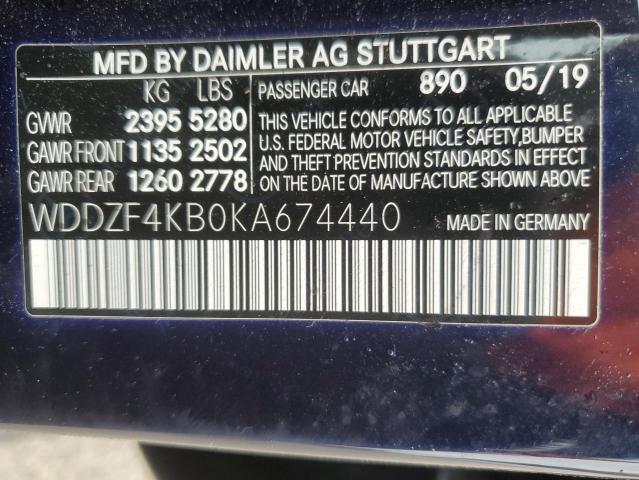 MFD BY DAIMLER AG STUTTGART
KG LBS PASSENGER CAR 890 05/19
GVWR 2395 5280 THIS VEHICLE CONFORMS TO ALL APPLICABLE
GAWR FRONT 1135 2502 U.S. FEDERAL MOTOR VEHICLE SAFETY, BUMPER
AND THEFT PREVENTION STANDARDS IN EFFECT
GAWR REAR 1260 2778 ON THE DATE OF MANUFACTURE SHOWN ABOVE
WDDZF4KB0KA674440 MADE IN GERMANY